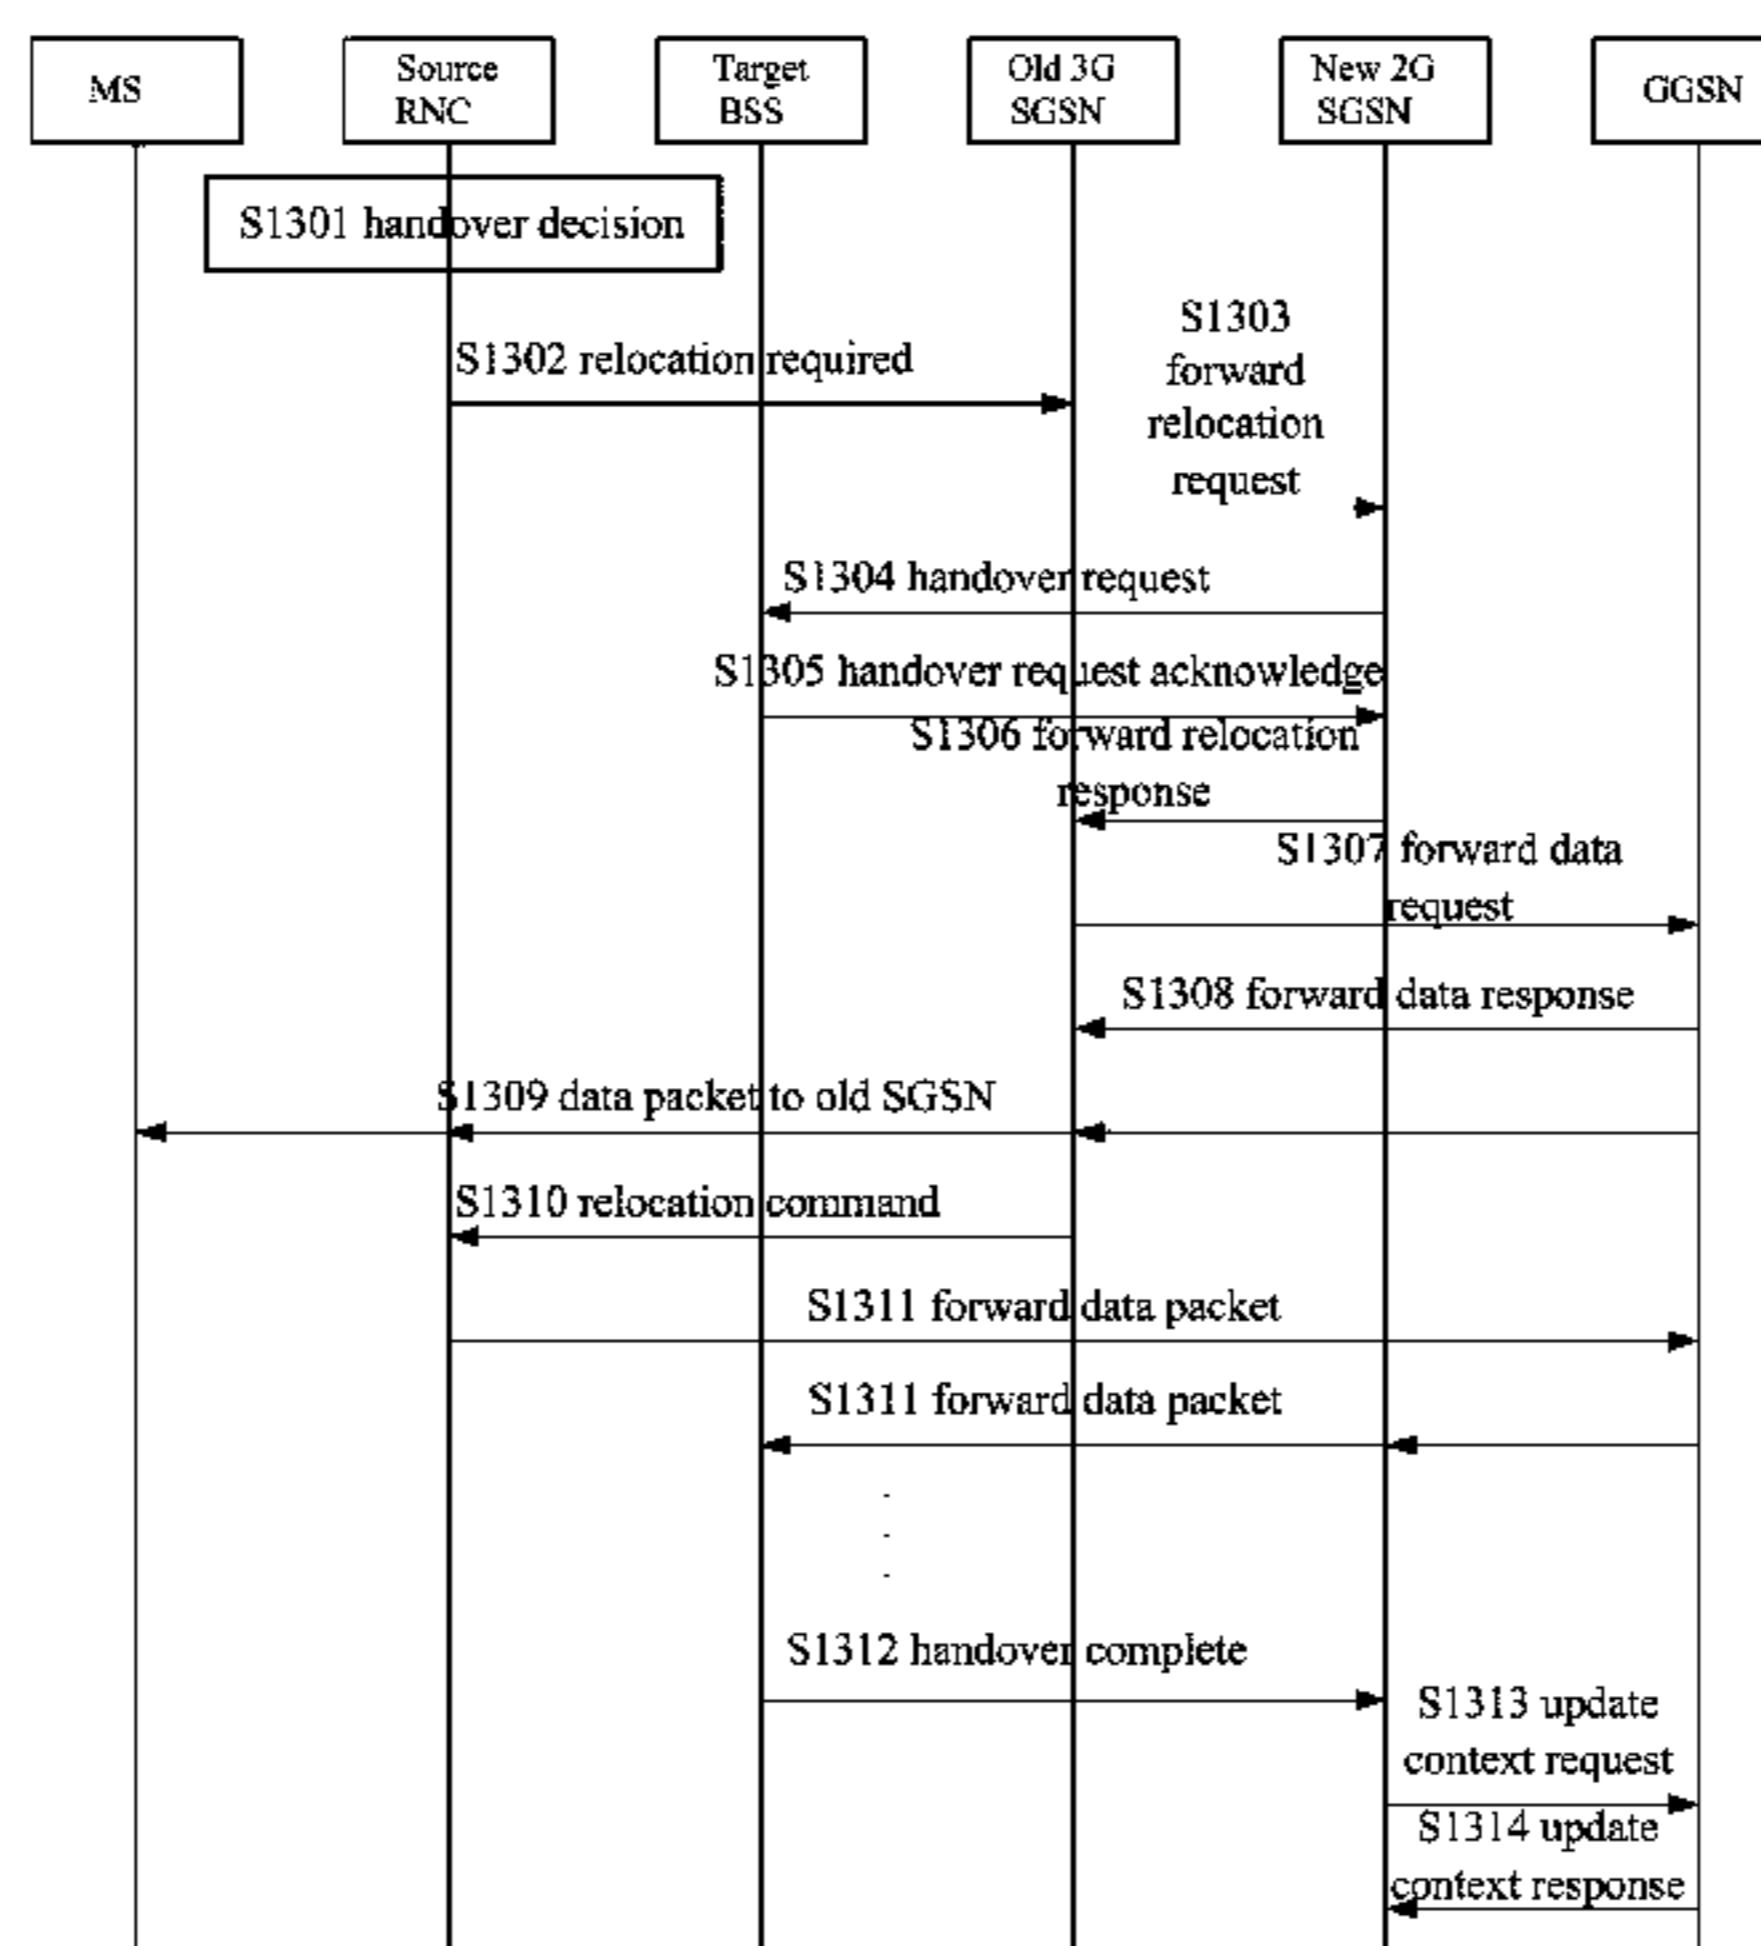 MS
Source
RNC
Target
BSS
Old 3G
SGSN
New 2G
SGSN
GGSN
S1301 handover decision
S1302 relocation required
S1303
forward
relocation
request
S1304 handover request
S1305 handover request acknowledge
S1306 forward relocation
response
S1307 forward data
request
S1308 forward data response
S1309 data packet to old SGSN
S1310 relocation command
S1311 forward data packet
S1311 forward data packet
S1312 handover complete
S1313 update
context request
S1314 update
context response